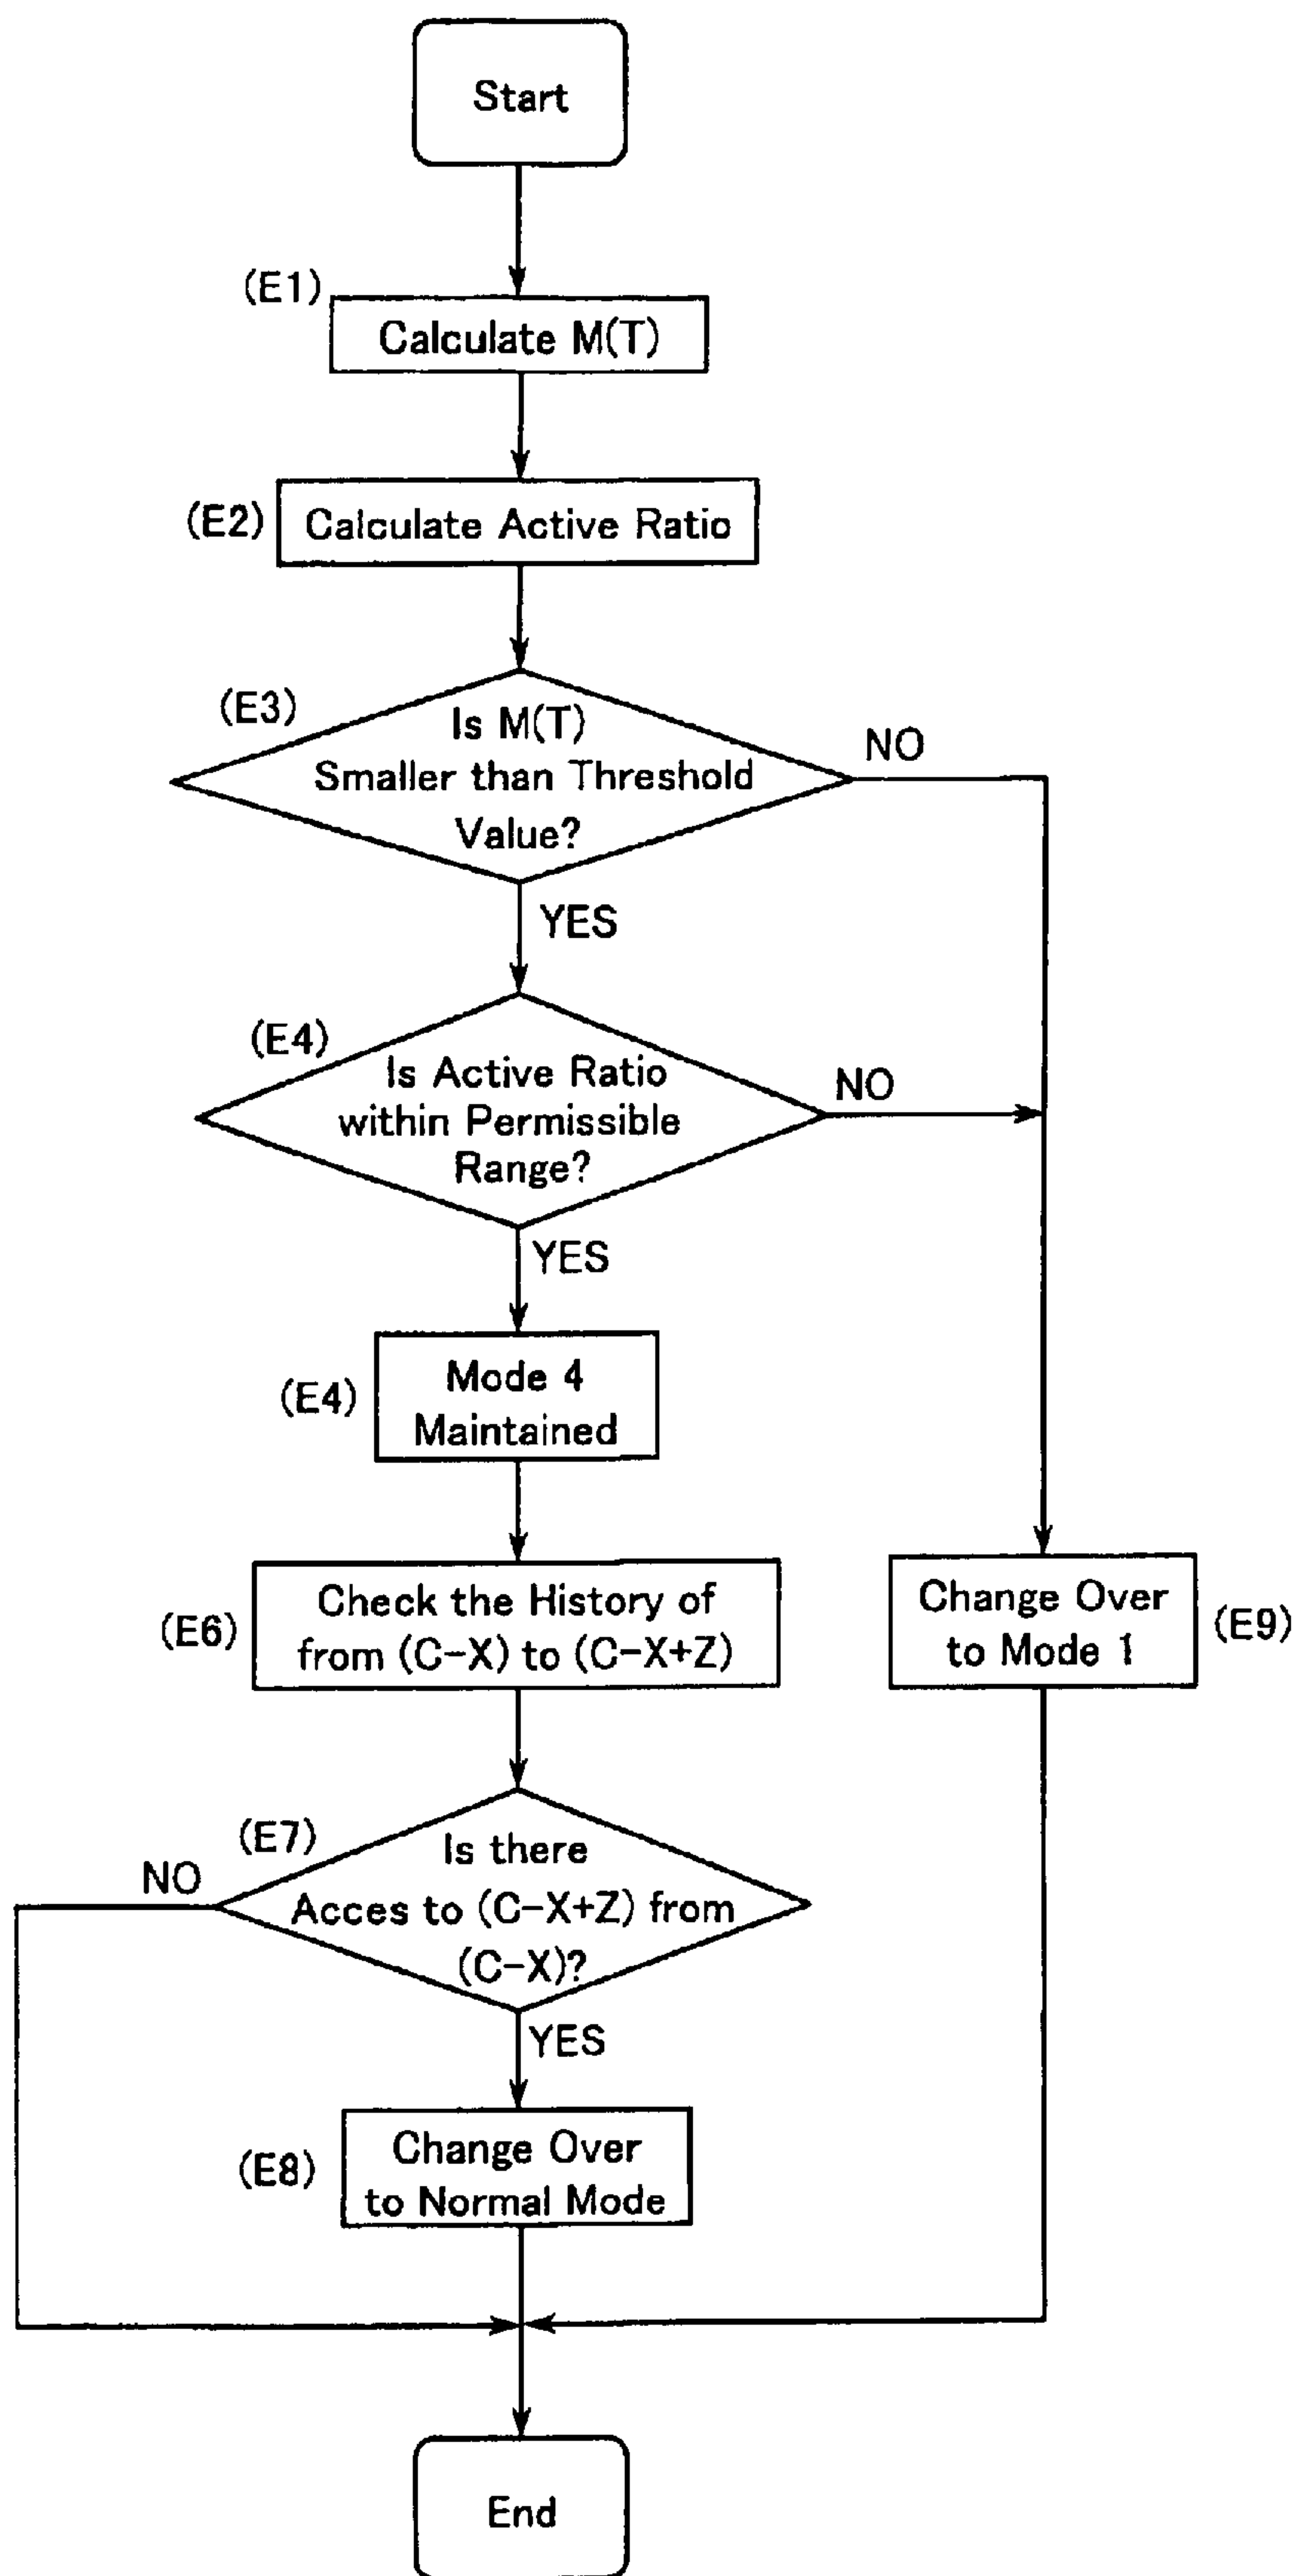 Start
(E1)
Calculate M(T)
(E2)
Calculate Active Ratio
(E3)
Is M(T)
Smaller than Threshold
Value?
NO
YES
(E4)
Is Active Ratio
within Permissible
Range?
NO
YES
(E4)
Mode 4
Maintained
(E6)
Check the History of
from (C-X) to (C-X+Z)
Change Over
to Mode 1
(E9)
(E7)
NO
Is there
Acces to (C-X+Z) from
(C-X)?
YES
(E8)
Change Over
to Normal Mode
End